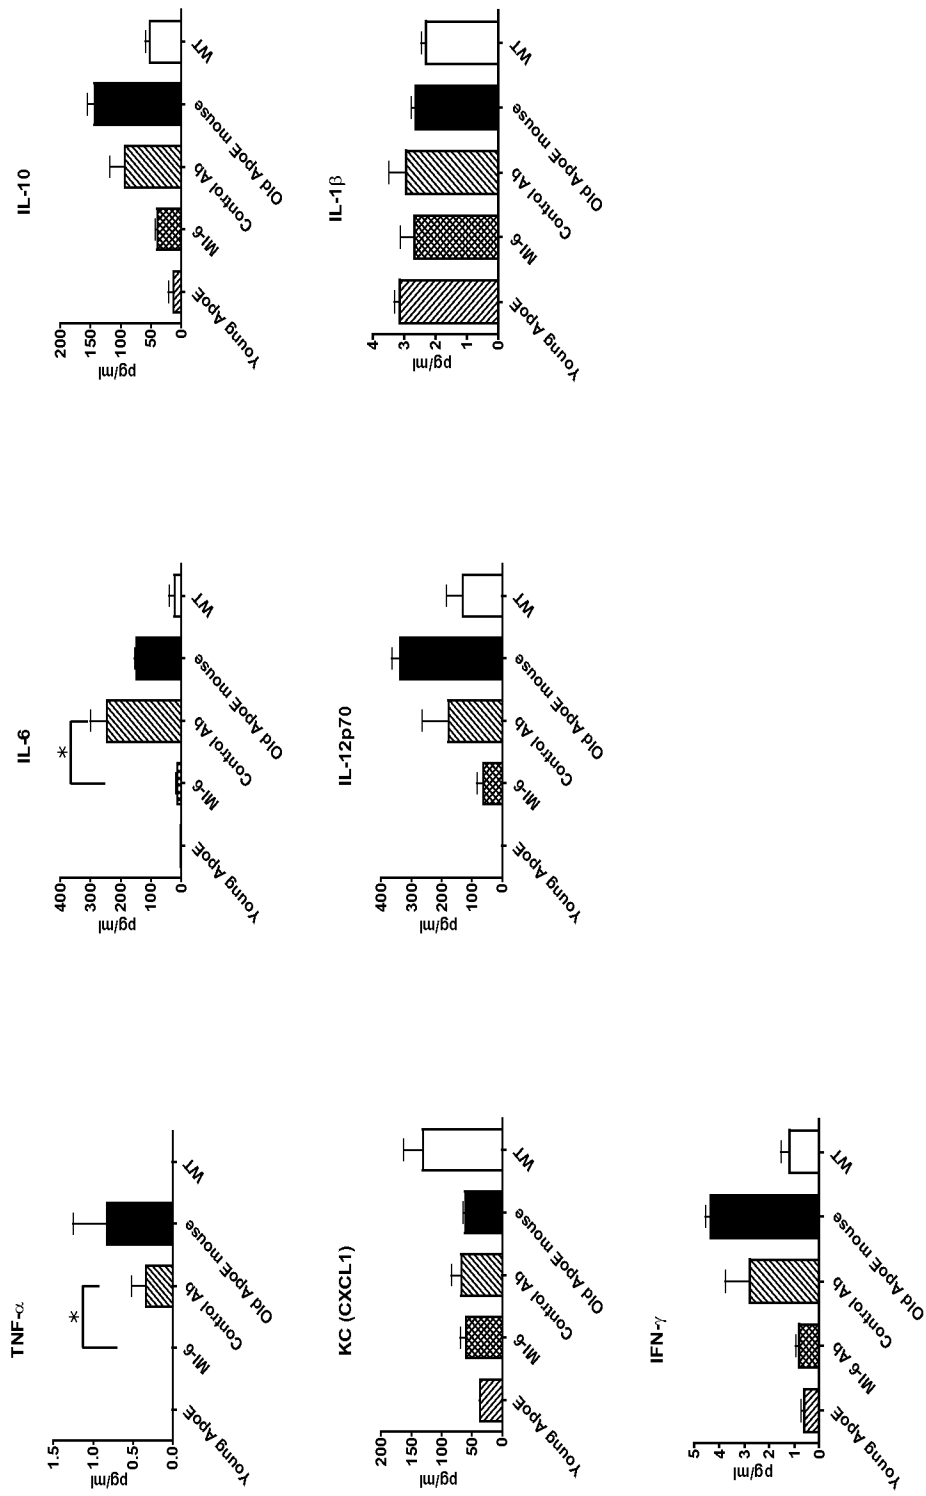 TNF-α
*
1.5
1.0
0.5
0.0
pg/ml
Young ApoE
MI-6
Control Ab
Old ApoE mouse
WT
IL-6
*
400
300
200
100
0
pg/ml
Young ApoE
MI-6
Control Ab
Old ApoE mouse
WT
IL-10
200
150
100
50
0
pg/ml
Young ApoE
MI-6
Control Ab
Old ApoE mouse
WT
KC (CXCL1)
200
150
100
50
0
pg/ml
Young ApoE
MI-6
Control Ab
Old ApoE mouse
WT
IL-12p70
400
300
200
100
0
pg/ml
Young ApoE
MI-6
Control Ab
Old ApoE mouse
WT
IL-1β
4
3
2
1
0
pg/ml
Young ApoE
MI-6
Control Ab
Old ApoE mouse
WT
IFN-γ
5
4
3
2
1
0
pg/ml
Young ApoE
MI-6 Ab
Control Ab
Old ApoE mouse
WT